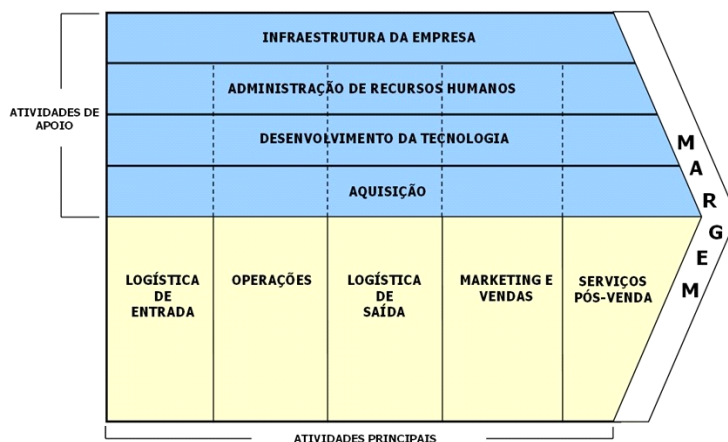 INFRAESTRUTURA DA EMPRESA
ADMINISTRAÇÃO DE RECURSOS HUMANOS
ATIVIDADES DE
APOIO
DESENVOLVIMENTO DA TECNOLOGIA
AQUISIÇÃO
MARGEM
LOGÍSTICA
DE
ENTRADA
OPERAÇÕES
LOGÍSTICA
DE
SAÍDA
MARKETING E
VENDAS
SERVIÇOS
PÓS-VENDA
ATIVIDADES PRINCIPAIS